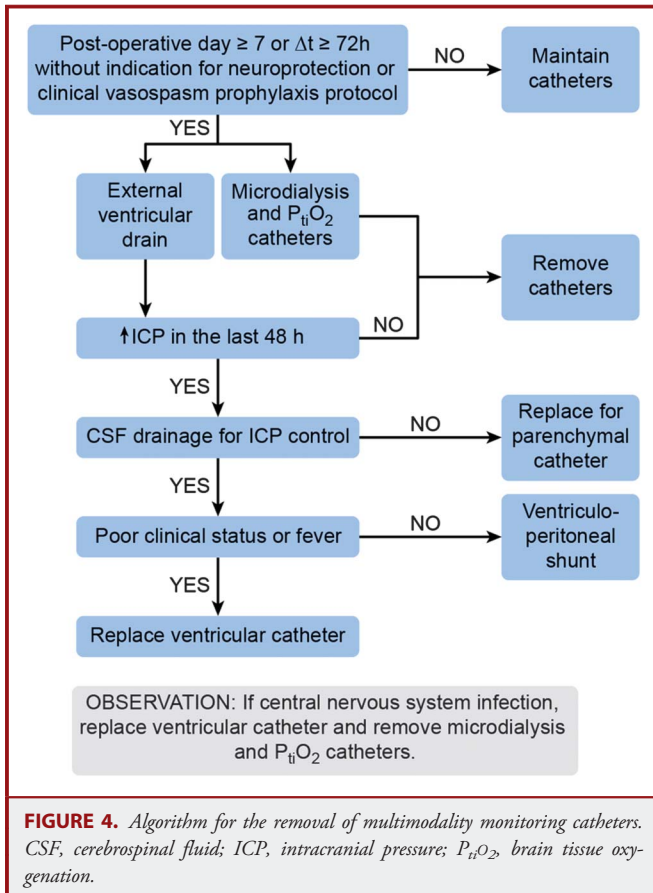 Post-operative day ≥ 7 or Δt ≥ 72h
without indication for neuroprotection or
clinical vasospasm prophylaxis protocol
NO
Maintain
catheters
YES
External
ventricular
drain
Microdialysis
and PtiO2
catheters
Remove
catheters
↑ICP in the last 48 h
NO
YES
CSF drainage for ICP control
NO
Replace for
parenchymal
catheter
YES
Poor clinical status or fever
NO
Ventriculo-
peritoneal
shunt
YES
Replace ventricular catheter
OBSERVATION: If central nervous system infection,
replace ventricular catheter and remove microdialysis
and PtiO2 catheters.
FIGURE 4. Algorithm for the removal of multimodality monitoring catheters.
CSF, cerebrospinal fluid; ICP, intracranial pressure; PtiO2, brain tissue oxy-
genation.